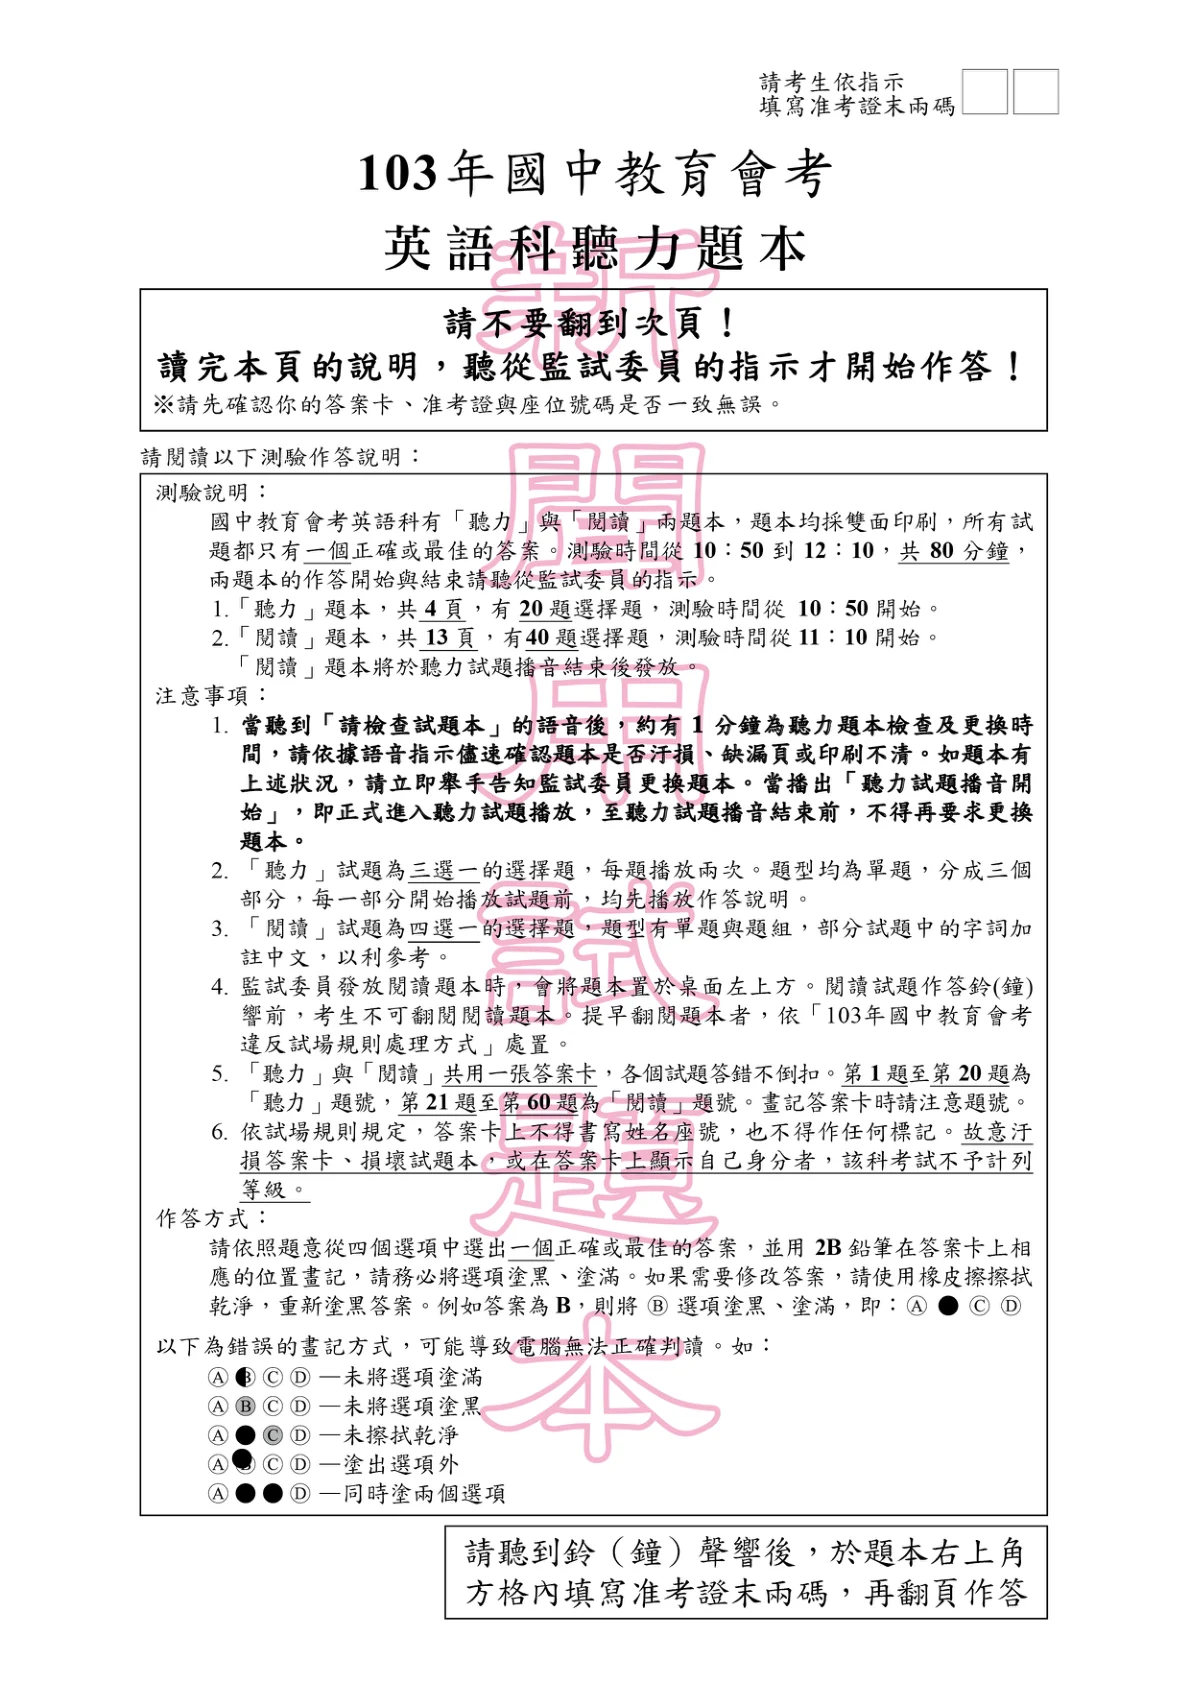 請考生依指示
填寫准考證末兩碼
103年國中教育會考
英語科聽力題本
請不要翻到次頁！
讀完本頁的說明，聽從監試委員的指示才開始作答！
※請先確認你的答案卡、准考證與座位號碼是否一致無誤。
請閱讀以下測驗作答說明：
測驗說明：
國中教育會考英語科有「聽力」與「閱讀」兩題本，題本均採雙面印刷，所有試
題都只有一個正確或最佳的答案。測驗時間從 10：50 到 12：10，共 80 分鐘，
兩題本的作答開始與結束請聽從監試委員的指示。
1.「聽力」題本，共 4 頁，有 20 題選擇題，測驗時間從 10：50 開始。
2.「閱讀」題本，共 13 頁，有40 題選擇題，測驗時間從 11：10 開始。
「閱讀」題本將於聽力試題播音結束後發放。
注意事項：
1. 當聽到「請檢查試題本」的語音後，約有 1 分鐘為聽力題本檢查及更換時
間，請依據語音指示儘速確認題本是否汙損、缺漏頁或印刷不清。如題本有
上述狀況，請立即舉手告知監試委員更換題本。當播出「聽力試題播音開
始」，即正式進入聽力試題播放，至聽力試題播音結束前，不得再要求更換
題本。
2. 「聽力」試題為三選一的選擇題，每題播放兩次。題型均為單題，分成三個
部分，每一部分開始播放試題前，均先播放作答說明。
3. 「閱讀」試題為四選一的選擇題，題型有單題與題組，部分試題中的字詞加
註中文，以利參考。
4. 監試委員發放閱讀題本時，會將題本置於桌面左上方。閱讀試題作答鈴(鐘)
響前，考生不可翻閱閱讀題本。提早翻閱題本者，依「103年國中教育會考
違反試場規則處理方式」處置。
5. 「聽力」與「閱讀」共用一張答案卡，各個試題答錯不倒扣。第 1 題至第 20 題為
「聽力」題號，第 21 題至第 60 題為「閱讀」題號。畫記答案卡時請注意題號。
6. 依試場規則規定，答案卡上不得書寫姓名座號，也不得作任何標記。故意汙
損答案卡、損壞試題本，或在答案卡上顯示自己身分者，該科考試不予計列
等級。
作答方式：
請依照題意從四個選項中選出一個正確或最佳的答案，並用 2B 鉛筆在答案卡上相
應的位置畫記，請務必將選項塗黑、塗滿。如果需要修改答案，請使用橡皮擦擦拭
乾淨，重新塗黑答案。例如答案為 B，則將 Ⓑ 選項塗黑、塗滿，即：Ⓐ ● Ⓒ Ⓓ
以下為錯誤的畫記方式，可能導致電腦無法正確判讀。如：
Ⓐ Ⓑ Ⓒ Ⓓ —未將選項塗滿
Ⓐ Ⓑ Ⓒ Ⓓ —未將選項塗黑
Ⓐ ● Ⓒ Ⓓ —未擦拭乾淨
Ⓐ ● Ⓒ Ⓓ —塗出選項外
Ⓐ ● ● Ⓓ —同時塗兩個選項
請聽到鈴（鐘）聲響後，於題本右上角
方格內填寫准考證末兩碼，再翻頁作答
新聞用試題本